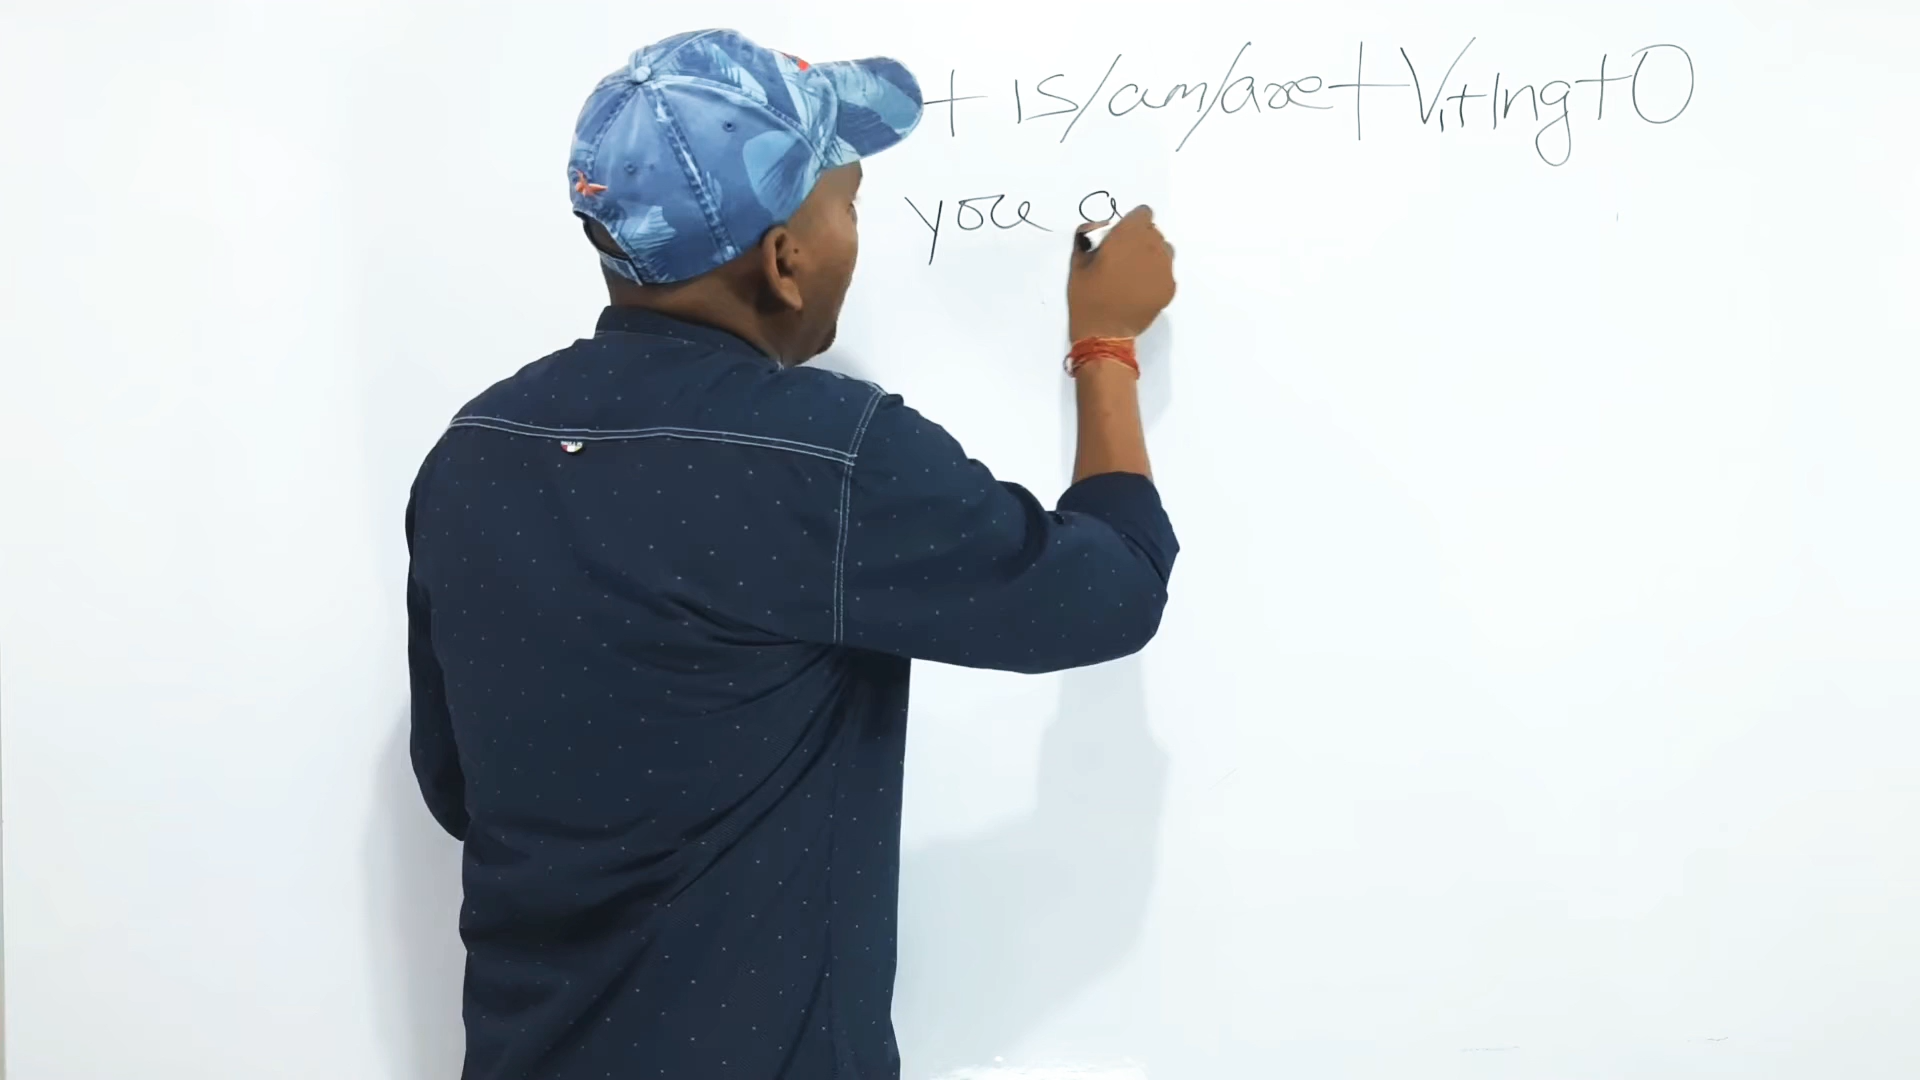 + is/am/are + V1+ing + O
you a